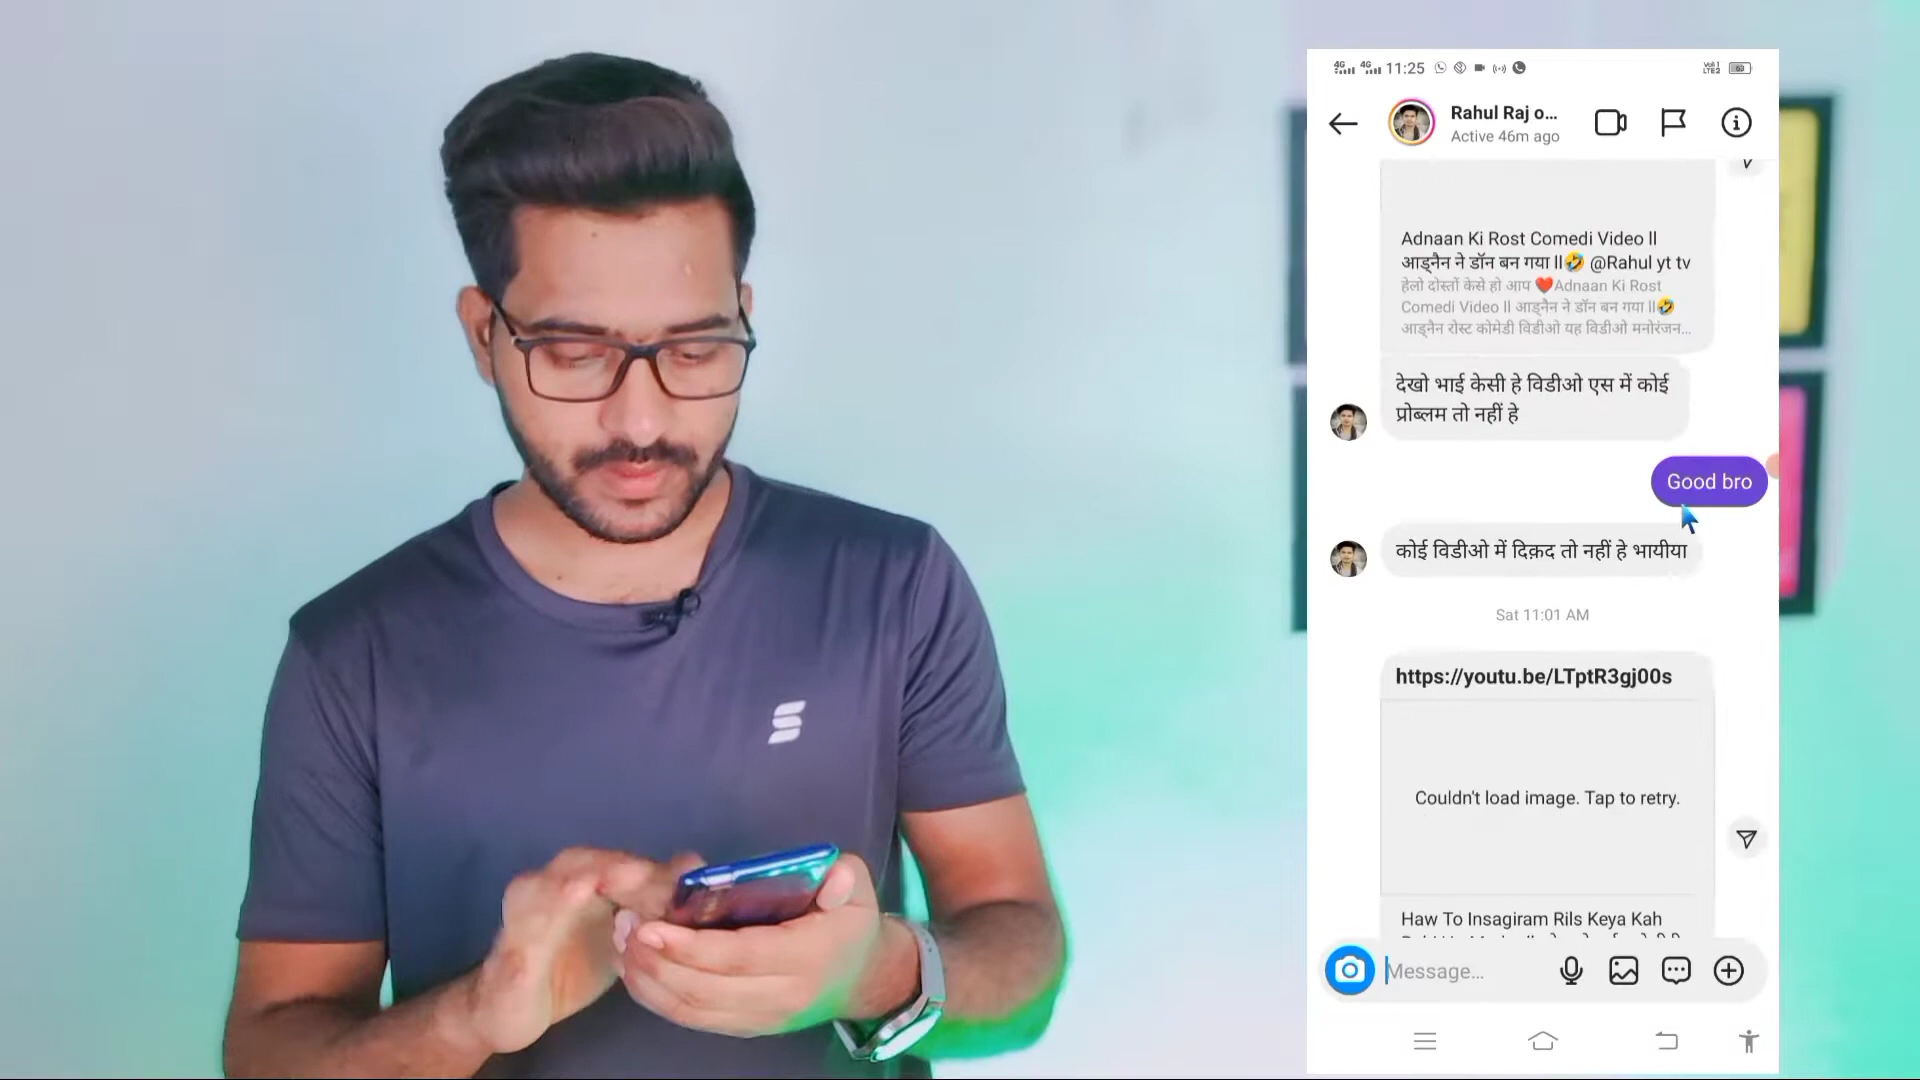 11:25
Rahul Raj o...
Active 46m ago
Adnaan Ki Rost Comedi Video ll
आड्नैन ने डॉन बन गया ll🤣 @Rahul yt tv
हेलो दोस्तों केसे हो आप ❤️Adnaan Ki Rost
Comedi Video ll आड्नैन ने डॉन बन गया ll🤣
आड्नैन रोस्ट कोमेडी विडीओ यह विडीओ मनोरंजन...
देखो भाई केसी हे विडीओ एस में कोई
प्रोब्लम तो नहीं हे
Good bro
कोई विडीओ में दिक़द तो नहीं हे भायीया
Sat 11:01 AM
https://youtu.be/LTptR3gj00s
Couldn't load image. Tap to retry.
Haw To Insagiram Rils Keya Kah
Message...